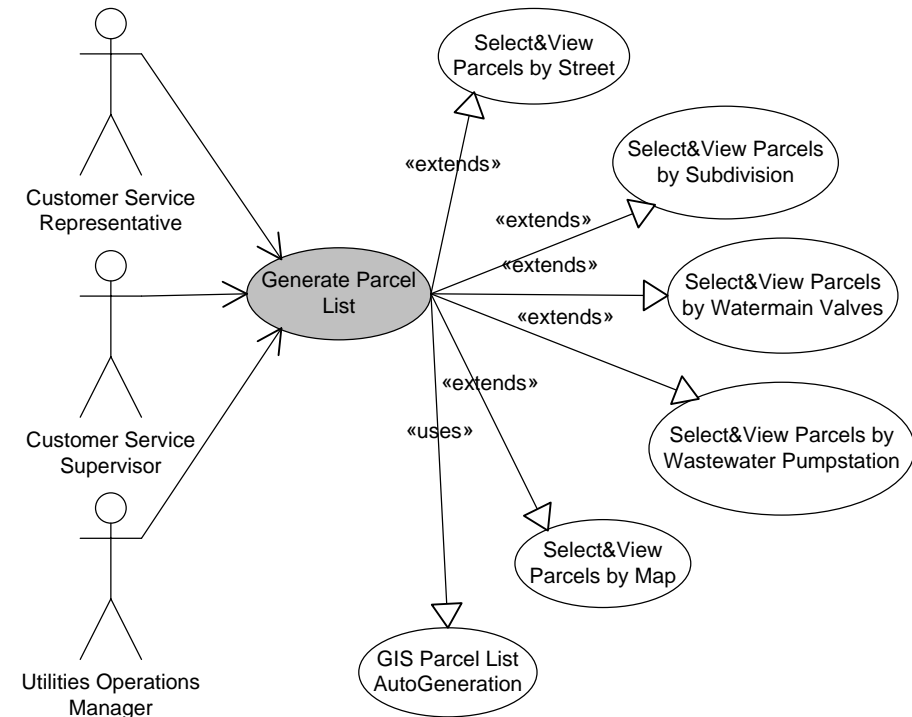 Select&View
Parcels by Street
«extends»
Select&View Parcels
by Subdivision
Customer Service
Representative
«extends»
«extends»
Generate Parcel
List
Select&View Parcels
by Watermain Valves
«extends»
«extends»
«uses»
Customer Service
Supervisor
Select&View Parcels by
Wastewater Pumpstation
Select&View
Parcels by Map
GIS Parcel List
AutoGeneration
Utilities Operations
Manager